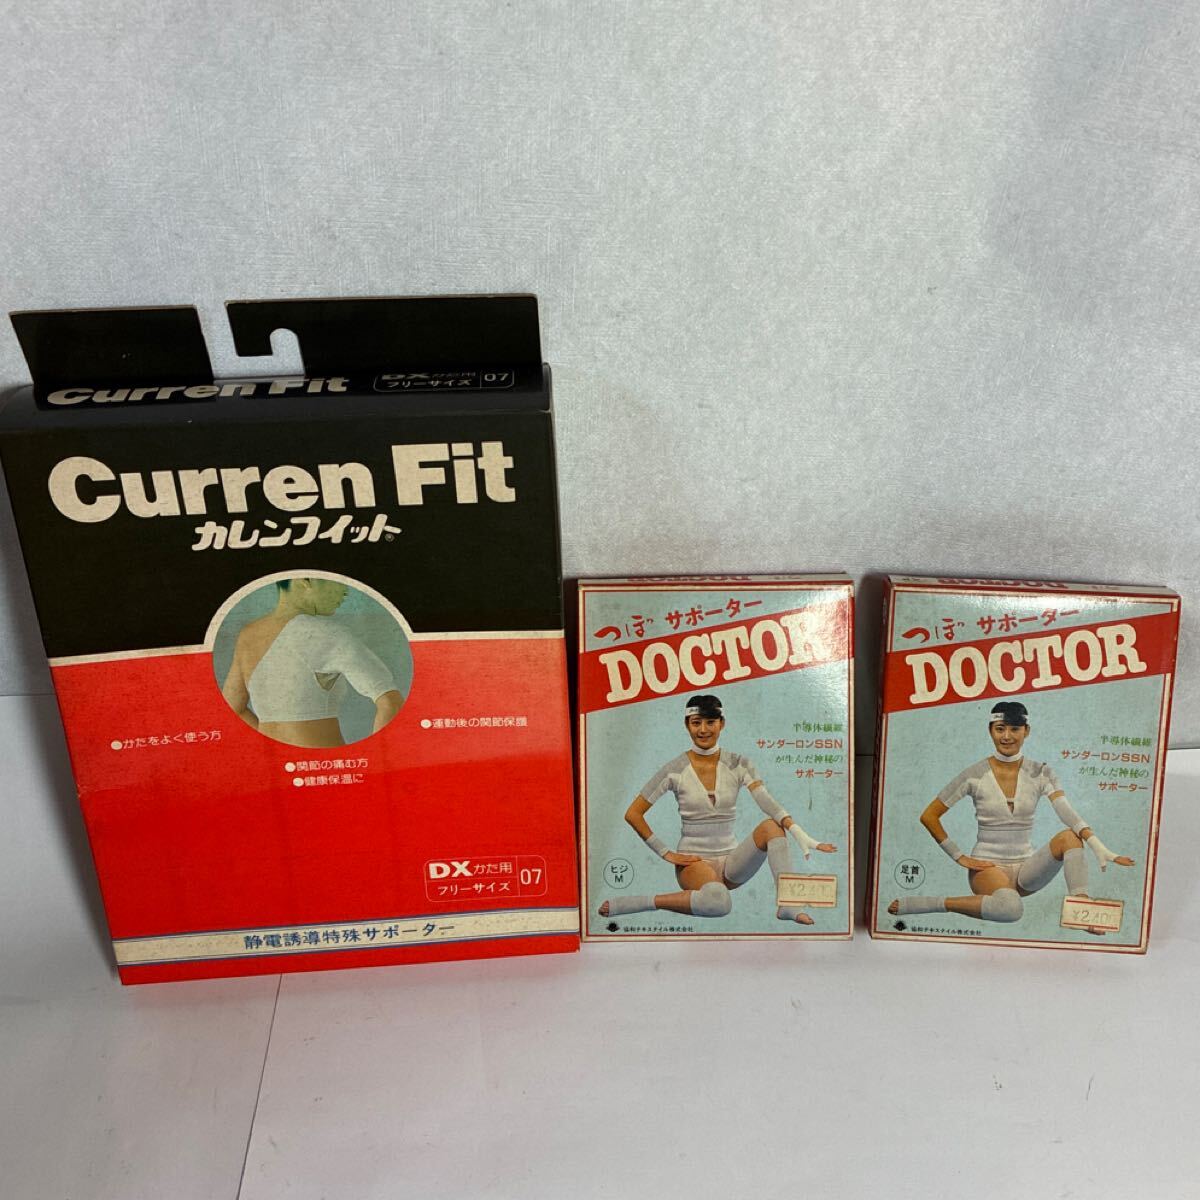 Curren Fit
DXかた用
フリーサイズ 07
Curren Fit
カレンフィット®
●かたをよく使う方
●運動後の関節保護
●関節の痛む方
●健康保温に
DXかた用
フリーサイズ 07
静電誘導特殊サポーター
DOCTOR
つぼっサポーター
DOCTOR
半導体繊維
サンダーロンSSN
が生んだ神秘の
サポーター
ヒジ
M
¥2,400
協和テキスタイル株式会社
DOCTOR
つぼっサポーター
DOCTOR
半導体繊維
サンダーロンSSN
が生んだ神秘の
サポーター
足首
M
¥2,400
協和テキスタイル株式会社